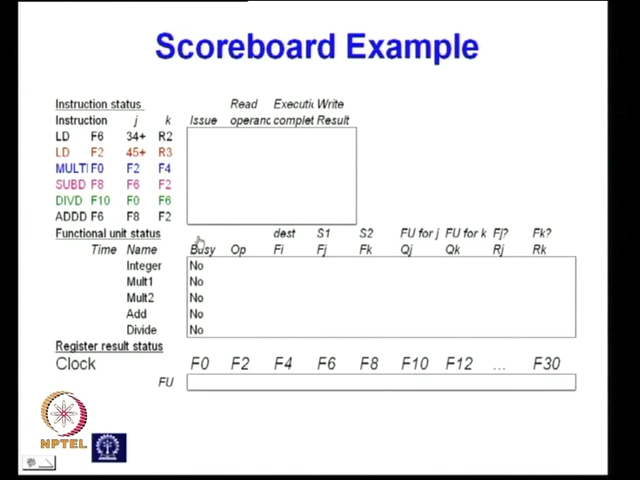 Scoreboard Example
Instruction status Read Executi Write
Instruction j k Issue operanc complet Result
LD F6 34+ R2
LD F2 45+ R3
MULTI F0 F2 F4
SUBD F8 F6 F2
DIVD F10 F0 F6
ADDD F6 F8 F2
Functional unit status dest S1 S2 FU for j FU for k Fj? Fk?
Time Name Busy Op Fi Fj Fk Qj Qk Rj Rk
Integer No
Mult1 No
Mult2 No
Add No
Divide No
Register result status
Clock F0 F2 F4 F6 F8 F10 F12 ... F30
FU
NPTEL